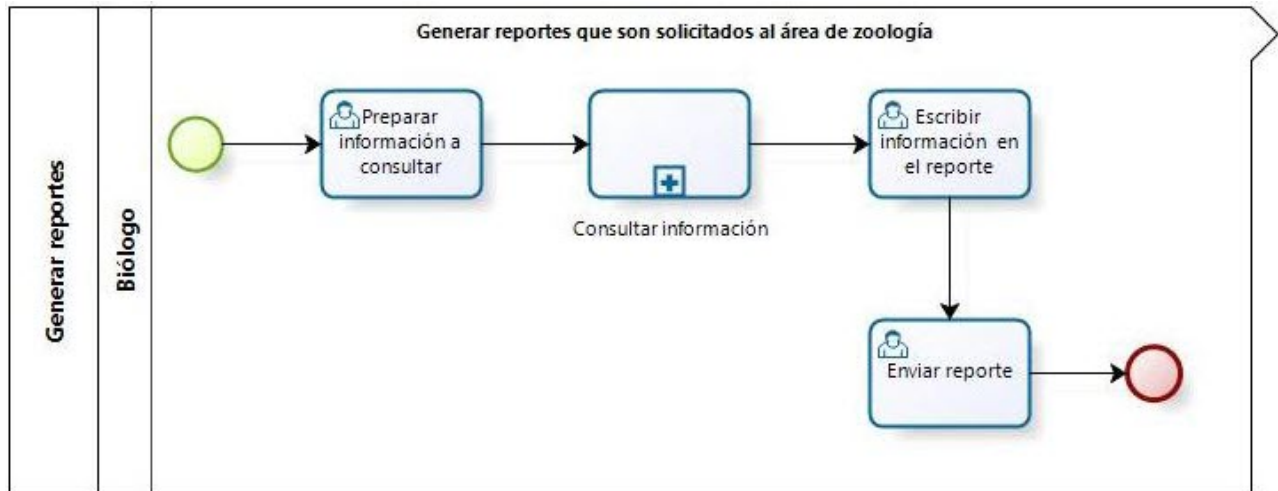 Generar reportes que son solicitados al área de zoología
Generar reportes
Biólogo
Preparar
información a
consultar
Consultar información
Escribir
información en
el reporte
Enviar reporte